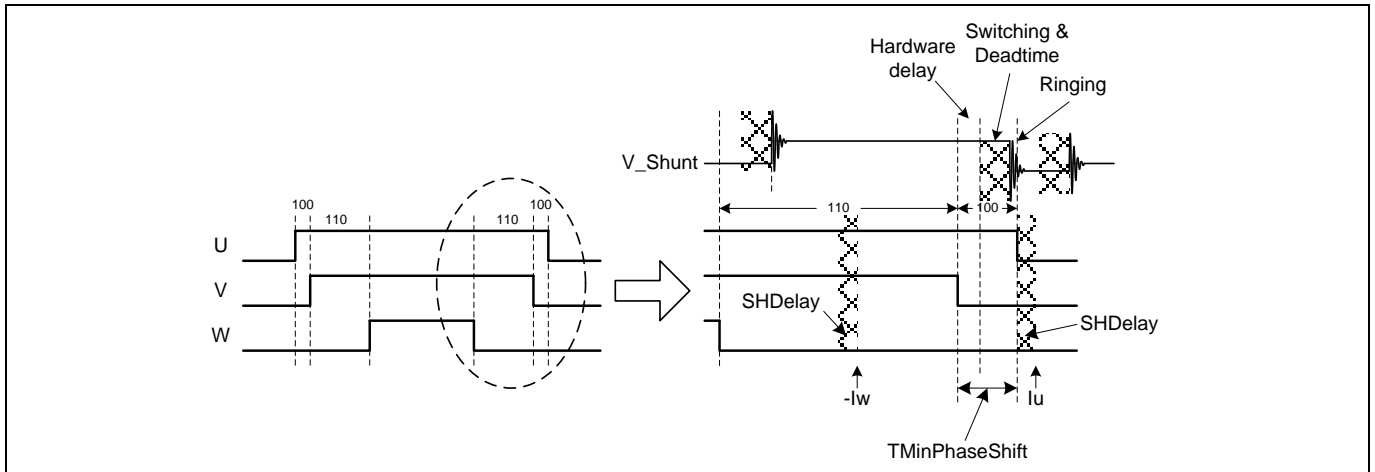 Hardware
delay
Switching &
Deadtime
Ringing
V_Shunt
110
100
100
110
110
100
U
V
W
SHDelay
SHDelay
-Iw
Iu
TMinPhaseShift